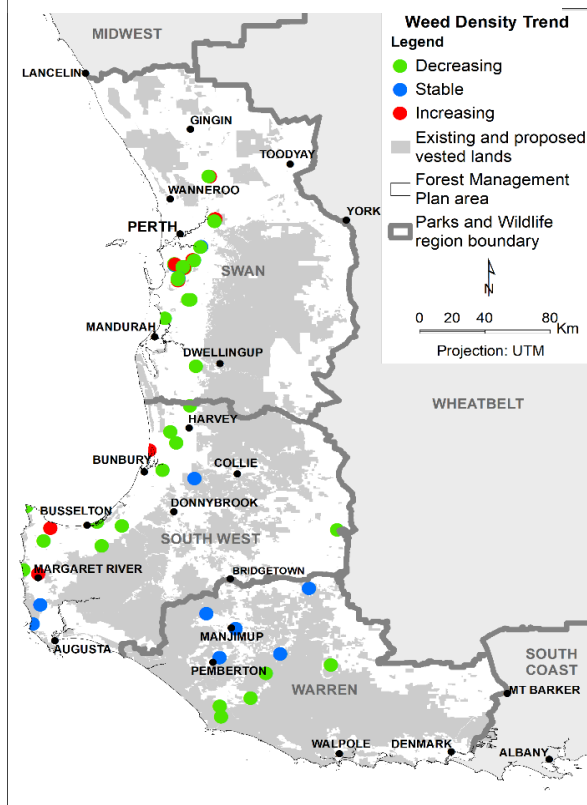 Weed Density Trend
Legend
Decreasing
Stable
Increasing
Existing and proposed
vested lands
Forest Management
Plan area
Parks and Wildlife
region boundary
N
0 20 40 80
Km
Projection: UTM
MIDWEST
LANCELIN
GINGIN
TOODYAY
WANNEROO
YORK
PERTH
SWAN
MANDURAH
DWELLINGUP
WHEATBELT
HARVEY
BUNBURY
COLLIE
BUSSELTON
DONNYBROOK
SOUTH WEST
MARGARET RIVER
BRIDGETOWN
AUGUSTA
MANJIMUP
PEMBERTON
WARREN
SOUTH
COAST
MT BARKER
WALPOLE
DENMARK
ALBANY